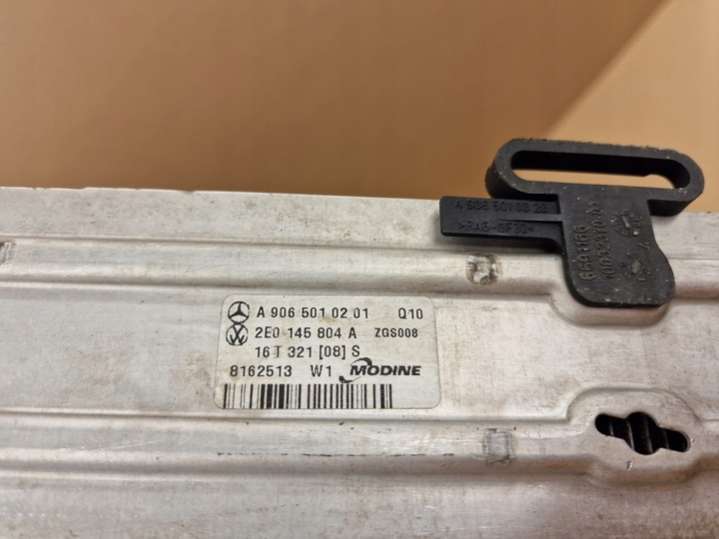 A 906 501 02 01 Q10
2E0 145 804 A ZGS008
16 T 321 [08] S
8162513 W1 MODINE